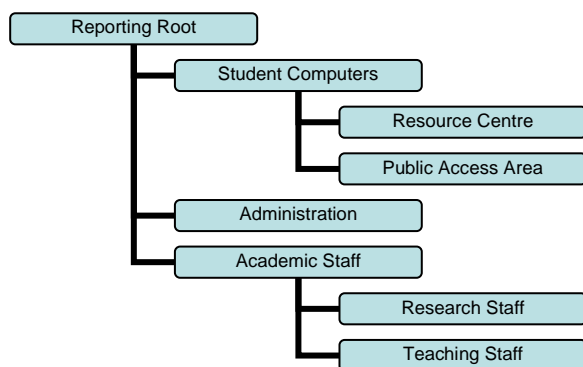 Reporting Root
Student Computers
Resource Centre
Public Access Area
Administration
Academic Staff
Research Staff
Teaching Staff